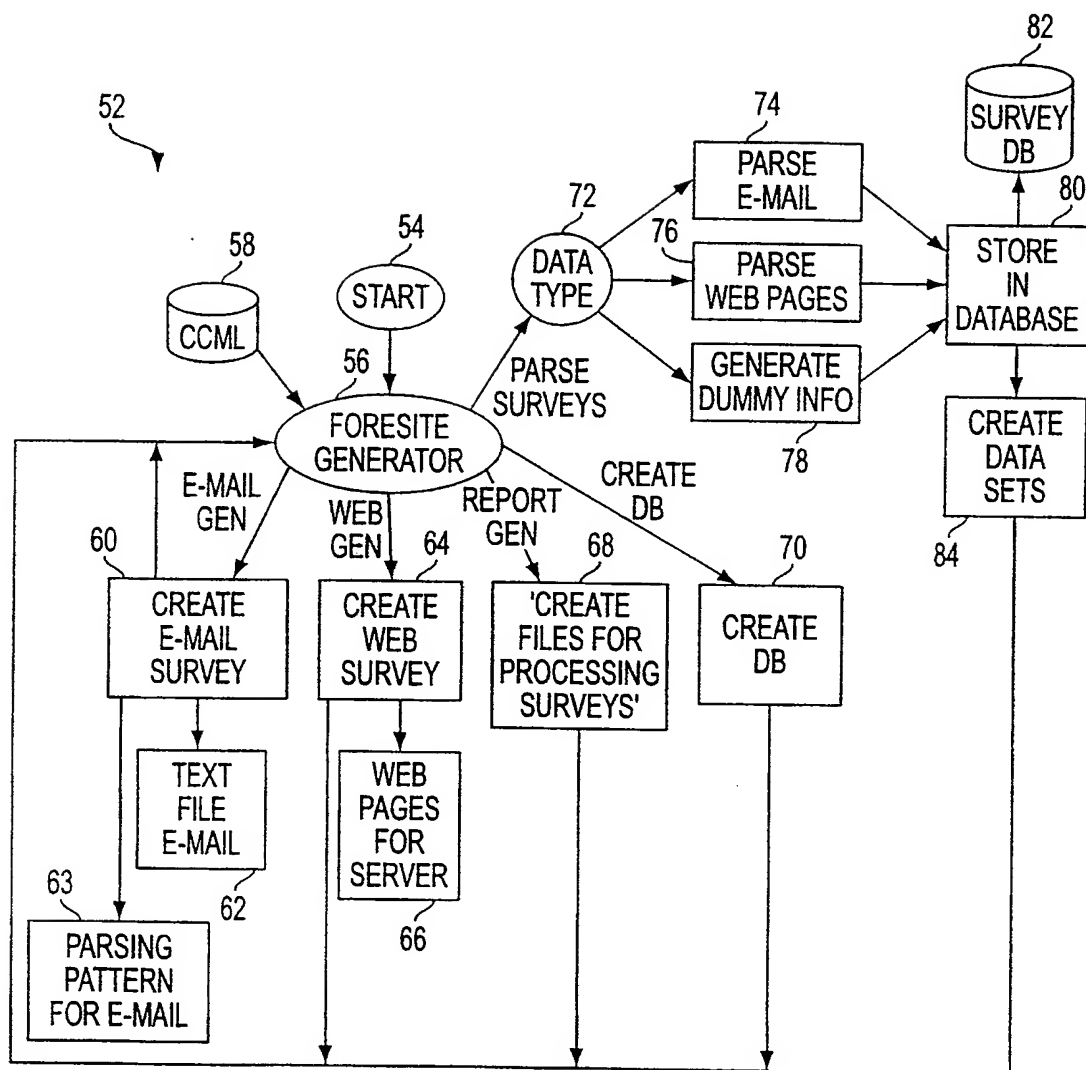 82
52
SURVEY
DB
74
PARSE
E-MAIL
72
80
54
76
58
DATA
TYPE
PARSE
WEB PAGES
STORE
IN
DATABASE
START
CCML
56
PARSE
SURVEYS
GENERATE
DUMMY INFO
78
FORESITE
GENERATOR
CREATE
DATA
SETS
84
E-MAIL
GEN
WEB
GEN
REPORT
GEN
CREATE
DB
60
64
68
70
CREATE
E-MAIL
SURVEY
CREATE
WEB
SURVEY
'CREATE
FILES FOR
PROCESSING
SURVEYS'
CREATE
DB
TEXT
FILE
E-MAIL
62
WEB
PAGES
FOR
SERVER
66
63
PARSING
PATTERN
FOR E-MAIL